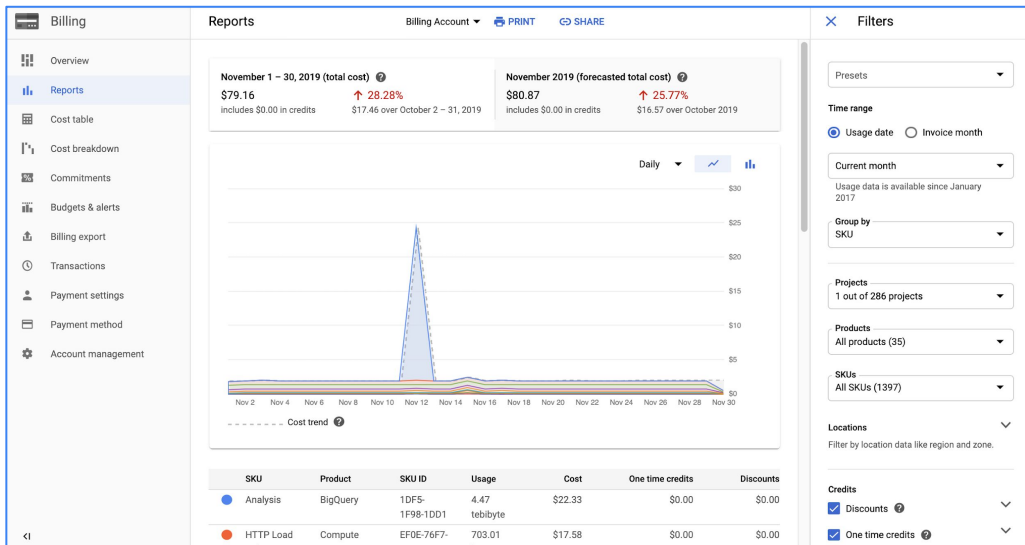 Billing
Overview
Reports
Cost table
Cost breakdown
Commitments
Budgets & alerts
Billing export
Transactions
Payment settings
Payment method
Account management
Reports
Billing Account PRINT SHARE
November 1 – 30, 2019 (total cost)
$79.16 28.28%
includes $0.00 in credits $17.46 over October 2 – 31, 2019
November 2019 (forecasted total cost)
$80.87 25.77%
includes $0.00 in credits $16.57 over October 2019
Daily
$30
$25
$20
$15
$10
$5
$0
Nov 2 Nov 4 Nov 6 Nov 8 Nov 10 Nov 12 Nov 14 Nov 16 Nov 18 Nov 20 Nov 22 Nov 24 Nov 26 Nov 28 Nov 30
Cost trend
SKU Product SKU ID Usage Cost One time credits Discounts
Analysis BigQuery 1DF5- 4.47 $22.33 $0.00 $0.00
1F98-1DD1 tebibyte
HTTP Load Compute EF0E-76F7- 703.01 $17.58 $0.00 $0.00
Filters
Presets
Time range
Usage date Invoice month
Current month
Usage data is available since January
2017
Group by
SKU
Projects
1 out of 286 projects
Products
All products (35)
SKUs
All SKUs (1397)
Locations
Filter by location data like region and zone.
Credits
Discounts
One time credits